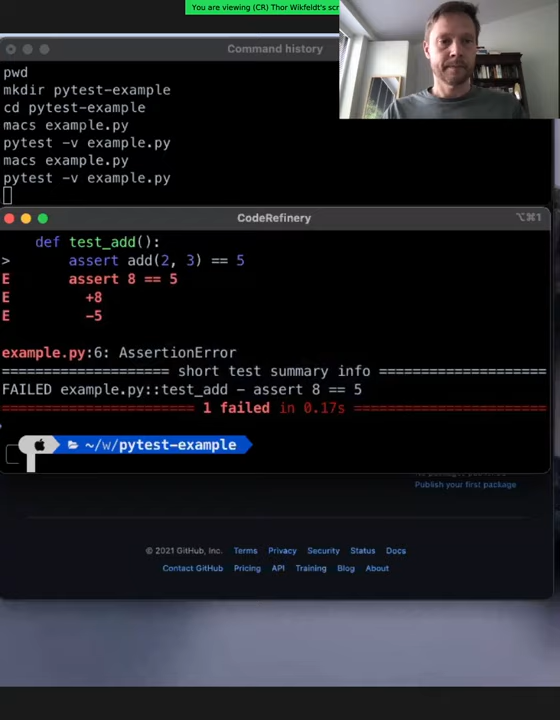 You are viewing (CR) Thor Wikfeldt's scr
Command history
pwd
mkdir pytest-example
cd pytest-example
macs example.py
pytest -v example.py
macs example.py
pytest -v example.py
CodeRefinery
⌥⌘1
def test_add():
> assert add(2, 3) == 5
E assert 8 == 5
E +8
E -5
example.py:6: AssertionError
=================== short test summary info ====================
FAILED example.py::test_add - assert 8 == 5
====================== 1 failed in 0.17s ======================
~/w/pytest-example
Publish your first package
© 2021 GitHub, Inc. Terms Privacy Security Status Docs
Contact GitHub Pricing API Training Blog About